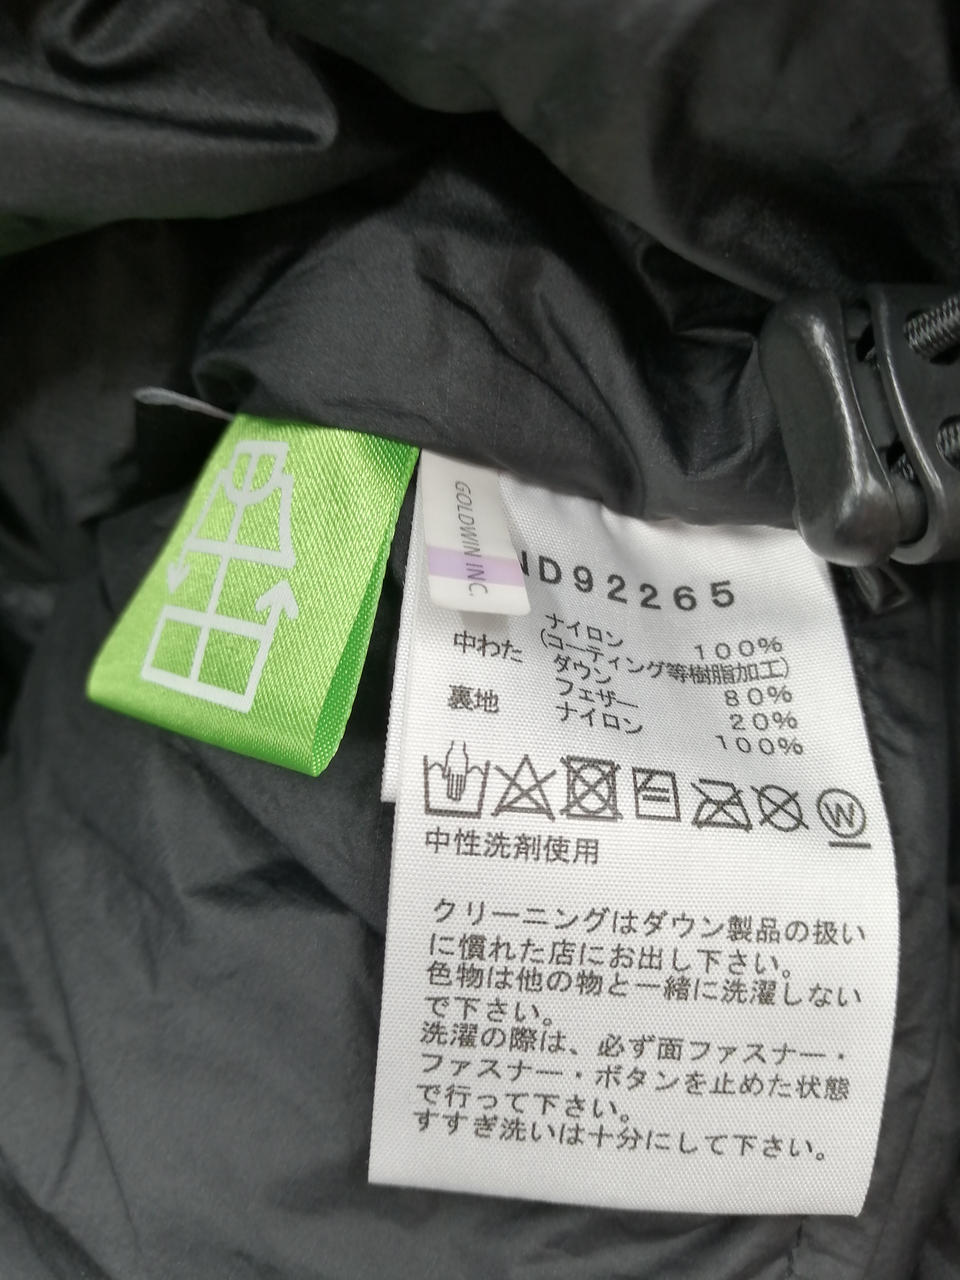 GOLDWIN INC.
ND92265
ナイロン 100%
(コーティング等樹脂加工)
中わた ダウン 80%
フェザー 20%
裏地 ナイロン 100%
W
中性洗剤使用
クリーニングはダウン製品の扱い
に慣れた店にお出し下さい。
色物は他の物と一緒に洗濯しない
で下さい。
洗濯の際は、必ず面ファスナー・
ファスナー・ボタンを止めた状態
で行って下さい。
すすぎ洗いは十分にして下さい。